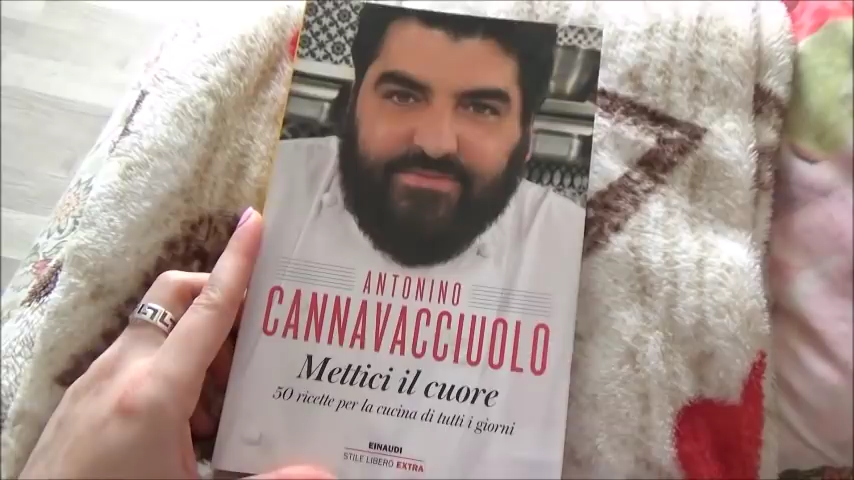 ANTONINO
CANNAVACCIUOLO
Mettici il cuore
50 ricette per la cucina di tutti i giorni
EINAUDI
STILE LIBERO EXTRA